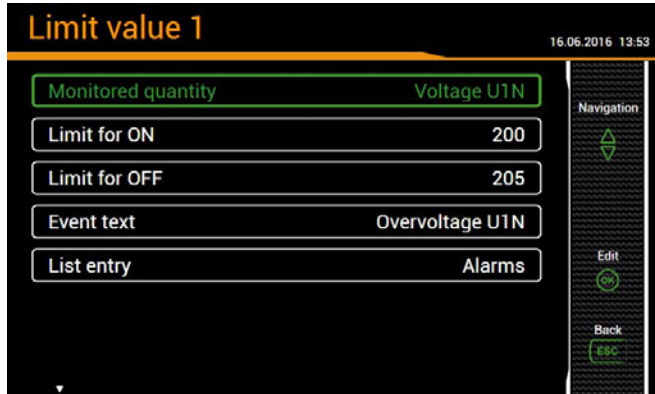 Limit value 1
16.06.2016 13:53
Monitored quantity Voltage U1N
Navigation
Limit for ON 200
Limit for OFF 205
Event text Overvoltage U1N
List entry Alarms
Edit
OK
Back
ESC